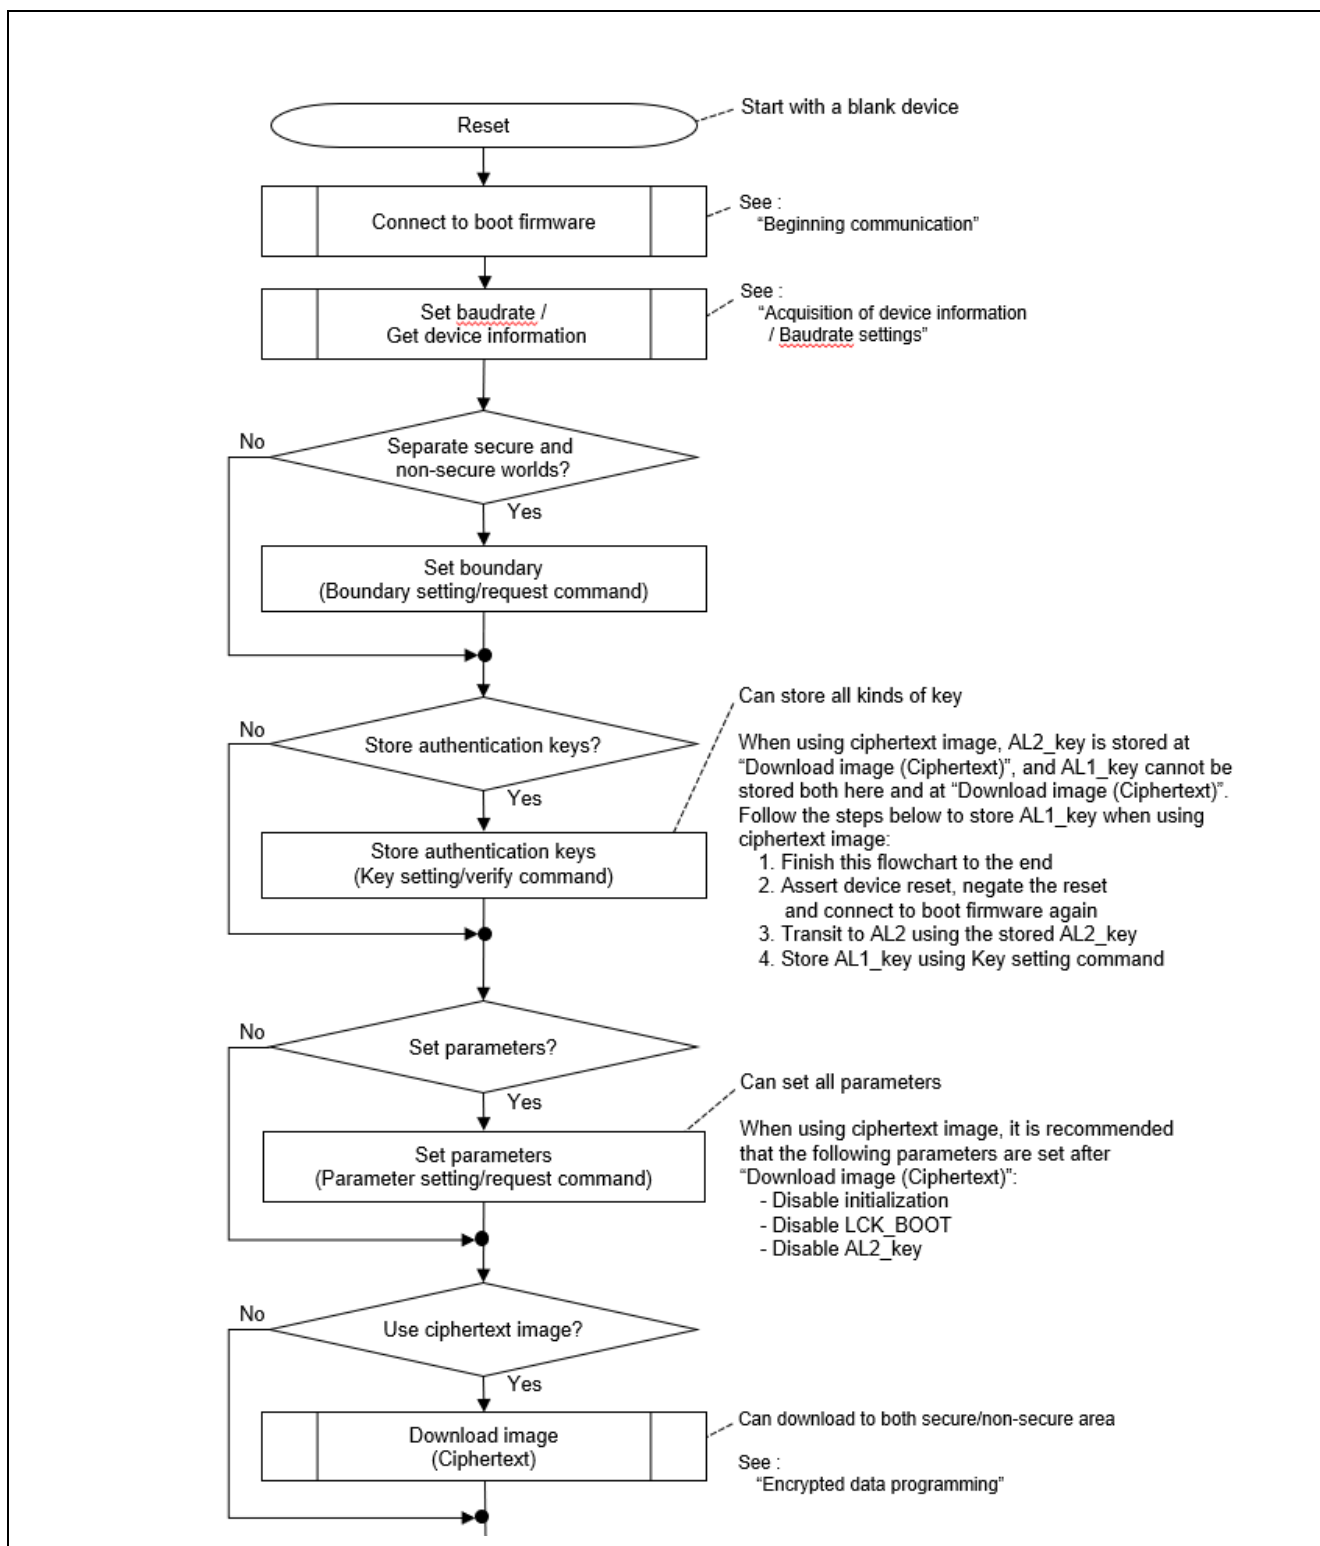 Reset
Start with a blank device
Connect to boot firmware
See :
“Beginning communication”
Set baudrate /
Get device information
See :
“Acquisition of device information
/ Baudrate settings”
No
Separate secure and
non-secure worlds?
Yes
Set boundary
(Boundary setting/request command)
No
Store authentication keys?
Yes
Store authentication keys
(Key setting/verify command)
Can store all kinds of key
When using ciphertext image, AL2_key is stored at
“Download image (Ciphertext)”, and AL1_key cannot be
stored both here and at “Download image (Ciphertext)”.
Follow the steps below to store AL1_key when using
ciphertext image:
1. Finish this flowchart to the end
2. Assert device reset, negate the reset
and connect to boot firmware again
3. Transit to AL2 using the stored AL2_key
4. Store AL1_key using Key setting command
No
Set parameters?
Yes
Set parameters
(Parameter setting/request command)
Can set all parameters
When using ciphertext image, it is recommended
that the following parameters are set after
“Download image (Ciphertext)”:
- Disable initialization
- Disable LCK_BOOT
- Disable AL2_key
No
Use ciphertext image?
Yes
Download image
(Ciphertext)
Can download to both secure/non-secure area
See :
“Encrypted data programming”